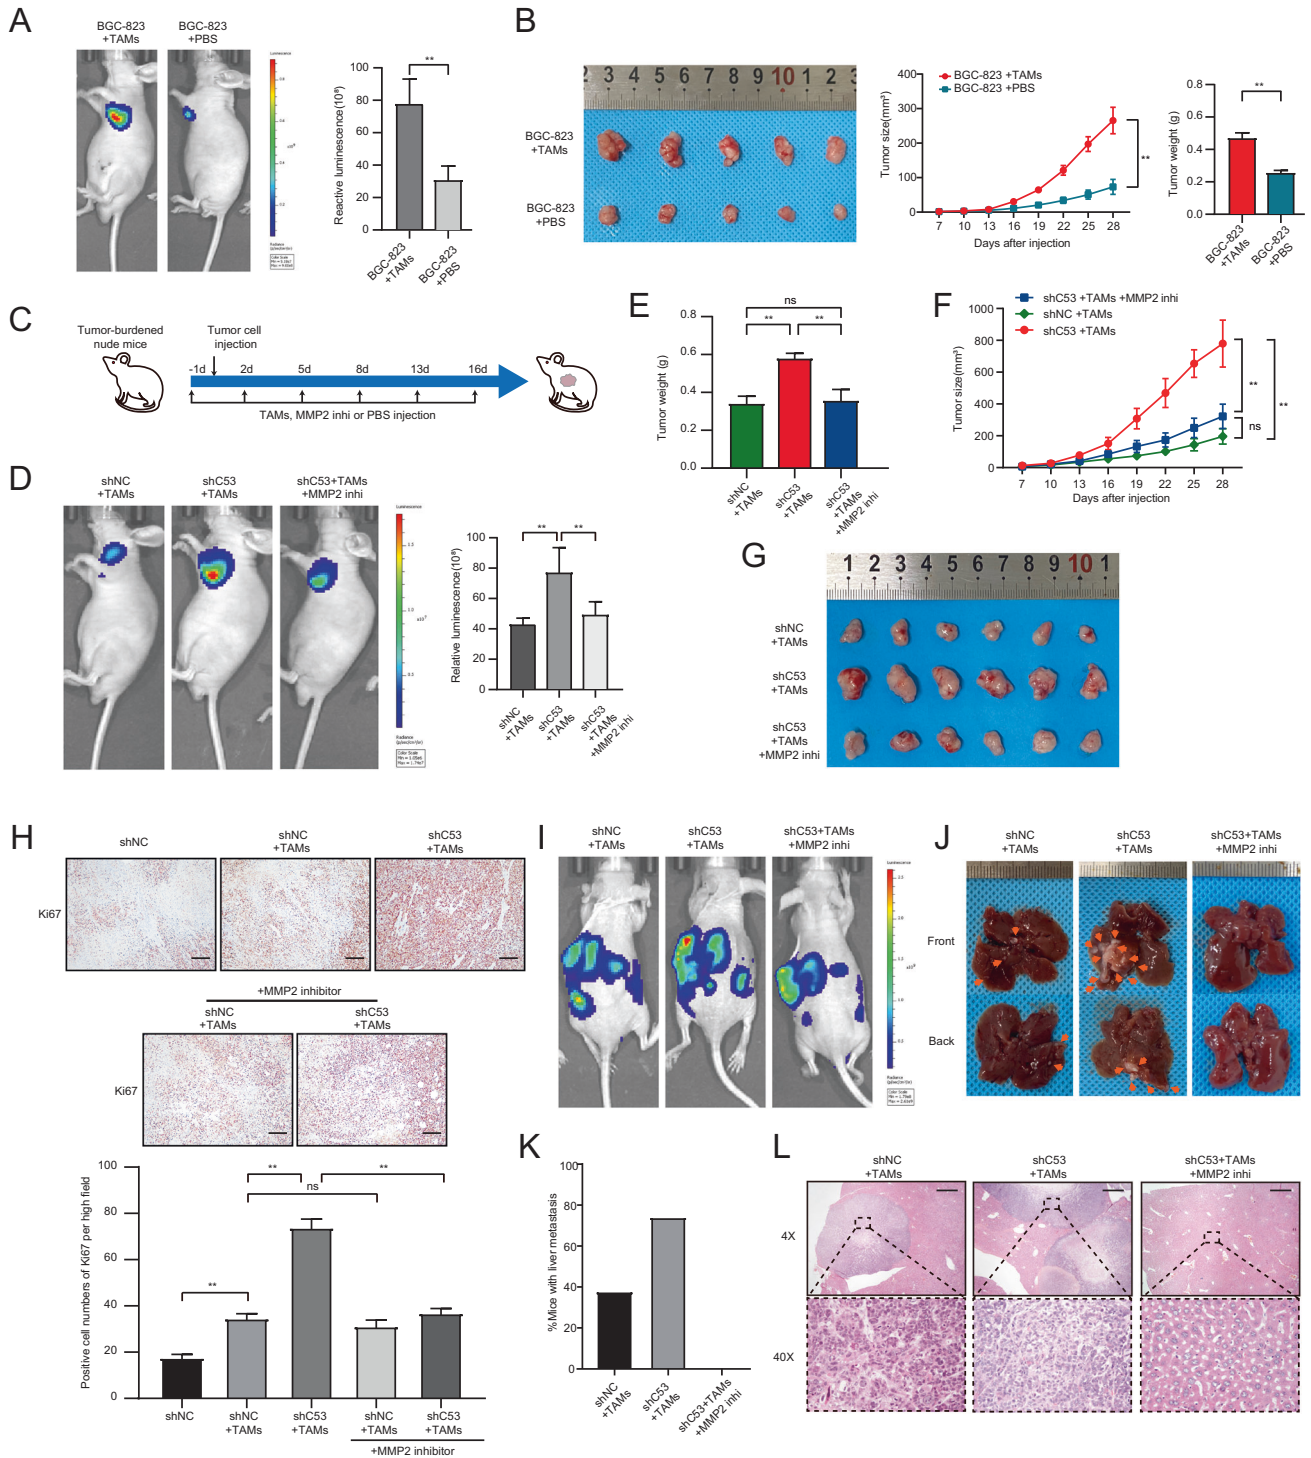 A
BGC-823
+TAMs
BGC-823
+PBS
Luminescence
Reactive luminescence(10⁸)
100
80
60
40
20
0
**
BGC-823
+TAMs
BGC-823
+PBS
B
2 3 4 5 6 7 8 9 10 1 2 3
BGC-823
+TAMs
BGC-823
+PBS
Tumor size(mm³)
400
300
200
100
0
BGC-823 +TAMs
BGC-823 +PBS
**
7 10 13 16 19 22 25 28
Days after injection
Tumor weight (g)
0.8
0.6
0.4
0.2
0.0
**
BGC-823
+TAMs
BGC-823
+PBS
C
Tumor-burdened
nude mice
Tumor cell
injection
-1d 2d 5d 8d 13d 16d
TAMs, MMP2 inhi or PBS injection
D
shNC
+TAMs
shC53
+TAMs
shC53+TAMs
+MMP2 inhi
Luminescence
Relative luminescence(10⁸)
100
80
60
40
20
0
** **
shNC
+TAMs
shC53
+TAMs
shC53
+TAMs
+MMP2 inhi
E
Tumor weight (g)
0.8
0.6
0.4
0.2
0.0
ns
** **
shNC
+TAMs
shC53
+TAMs
shC53
+TAMs
+MMP2 inhi
F
shC53 +TAMs +MMP2 inhi
shNC +TAMs
shC53 +TAMs
Tumor size(mm³)
1000
800
600
400
200
0
**
ns
**
7 10 13 16 19 22 25 28
Days after injection
G
1 2 3 4 5 6 7 8 9 10 1
shNC
+TAMs
shC53
+TAMs
shC53
+TAMs
+MMP2 inhi
H
shNC
shNC
+TAMs
shC53
+TAMs
Ki67
+MMP2 inhibitor
shNC
+TAMs
shC53
+TAMs
Ki67
Positive cell numbers of Ki67 per high field
100
80
60
40
20
0
**
**
ns
**
shNC
shNC
+TAMs
shC53
+TAMs
shNC
+TAMs
shC53
+TAMs
+MMP2 inhibitor
I
shNC
+TAMs
shC53
+TAMs
shC53+TAMs
+MMP2 inhi
Luminescence
J
shNC
+TAMs
shC53
+TAMs
shC53+TAMs
+MMP2 inhi
Front
Back
K
%Mice with liver metastasis
100
80
60
40
20
0
shNC
+TAMs
shC53
+TAMs
shC53+TAMs
+MMP2 inhi
L
shNC
+TAMs
shC53
+TAMs
shC53+TAMs
+MMP2 inhi
4X
40X